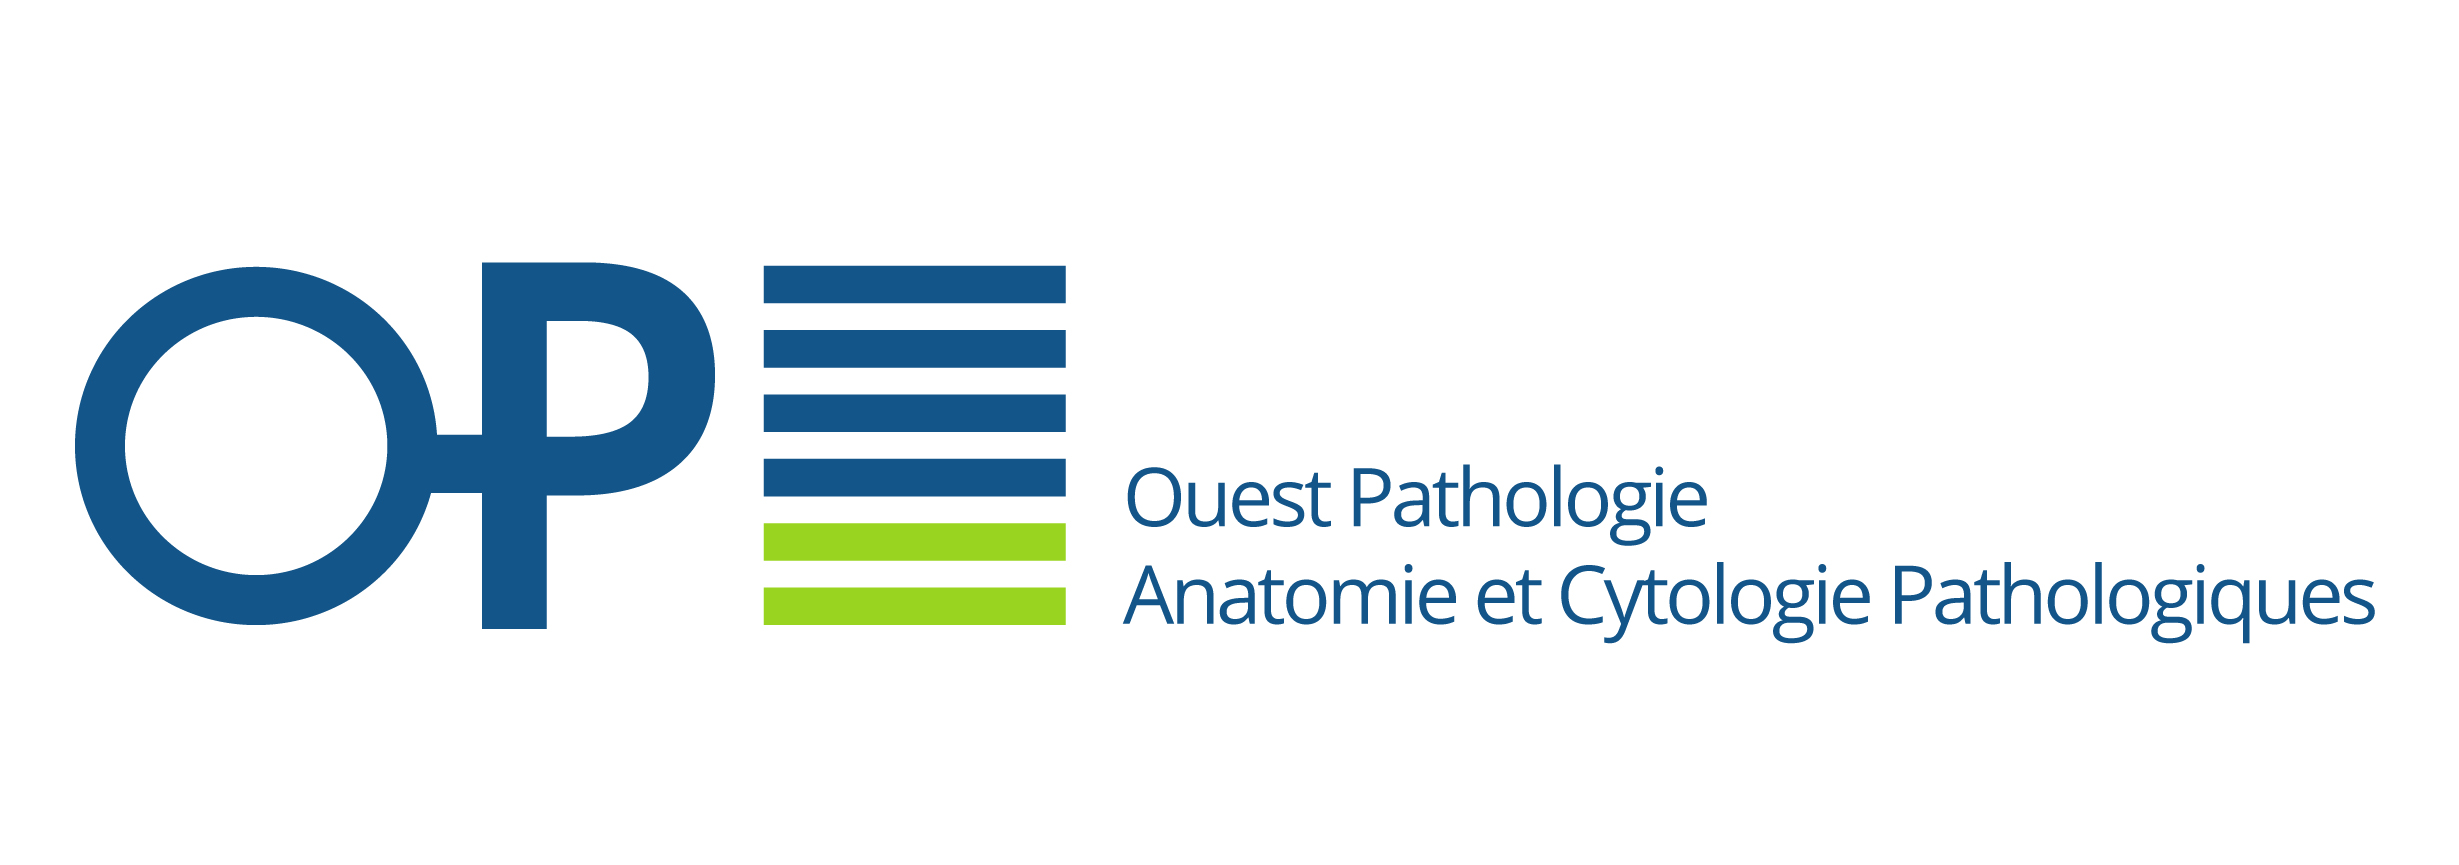 OP
Ouest Pathologie
Anatomie et Cytologie Pathologiques